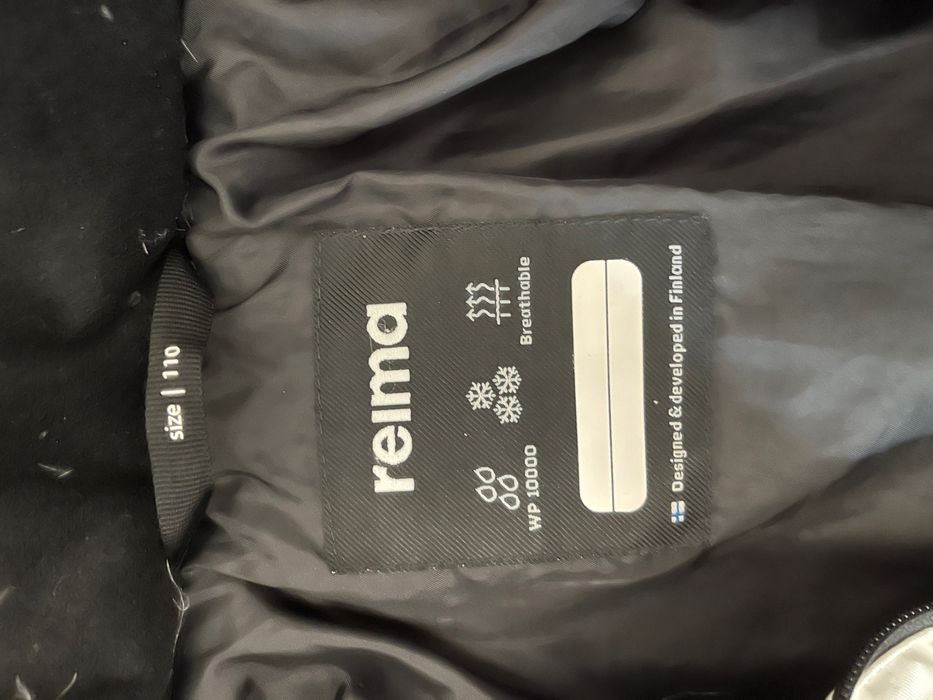 size | 110
reima
WP 10000
Breathable
Designed & developed in Finland